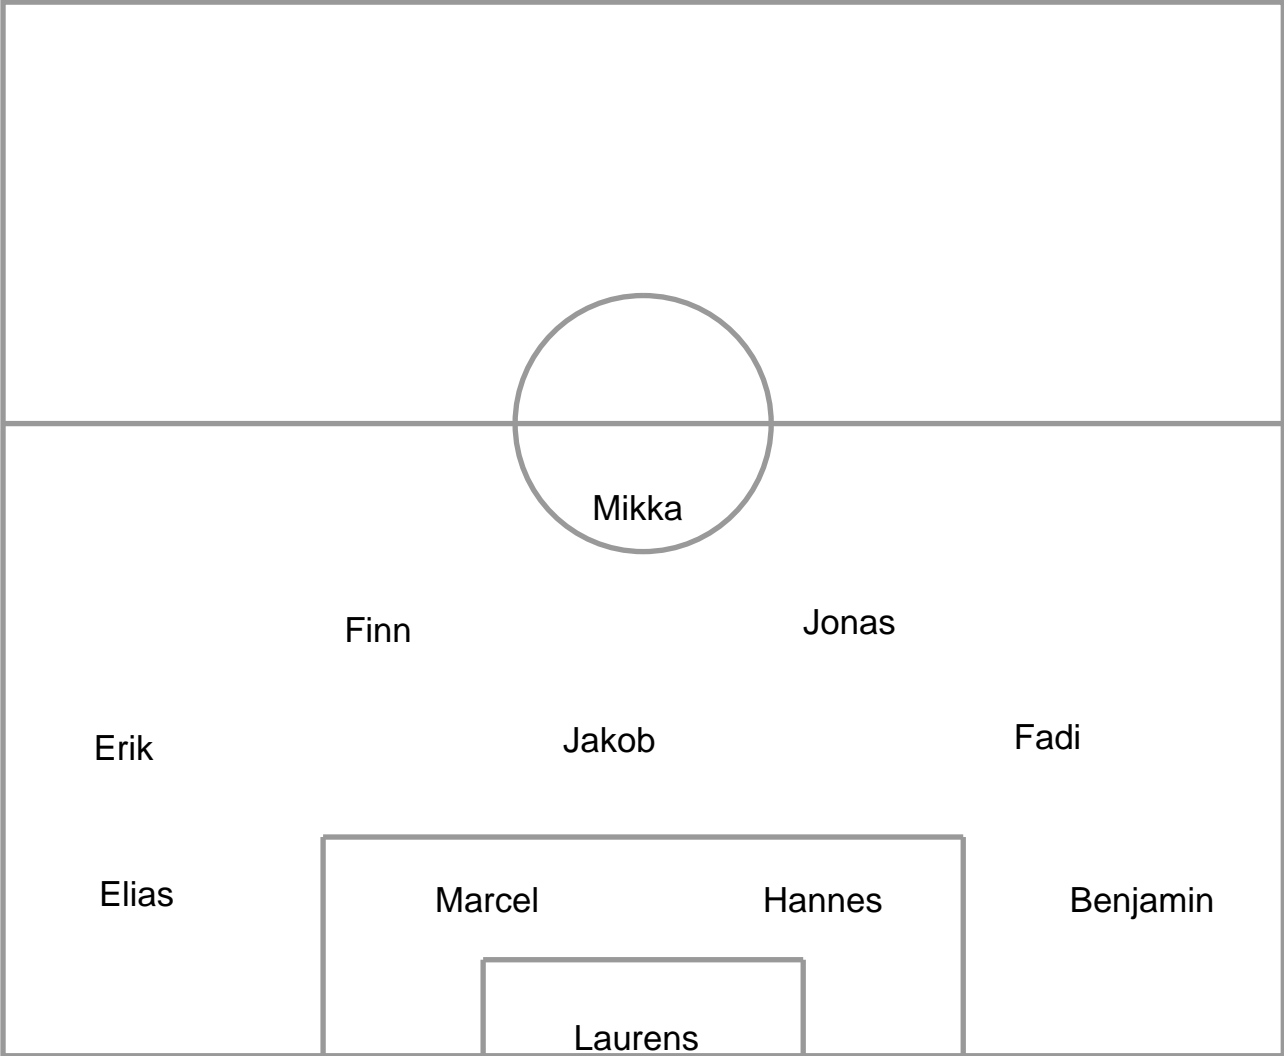 Mikka
Finn
Jonas
Erik
Jakob
Fadi
Elias
Marcel
Hannes
Benjamin
Laurens